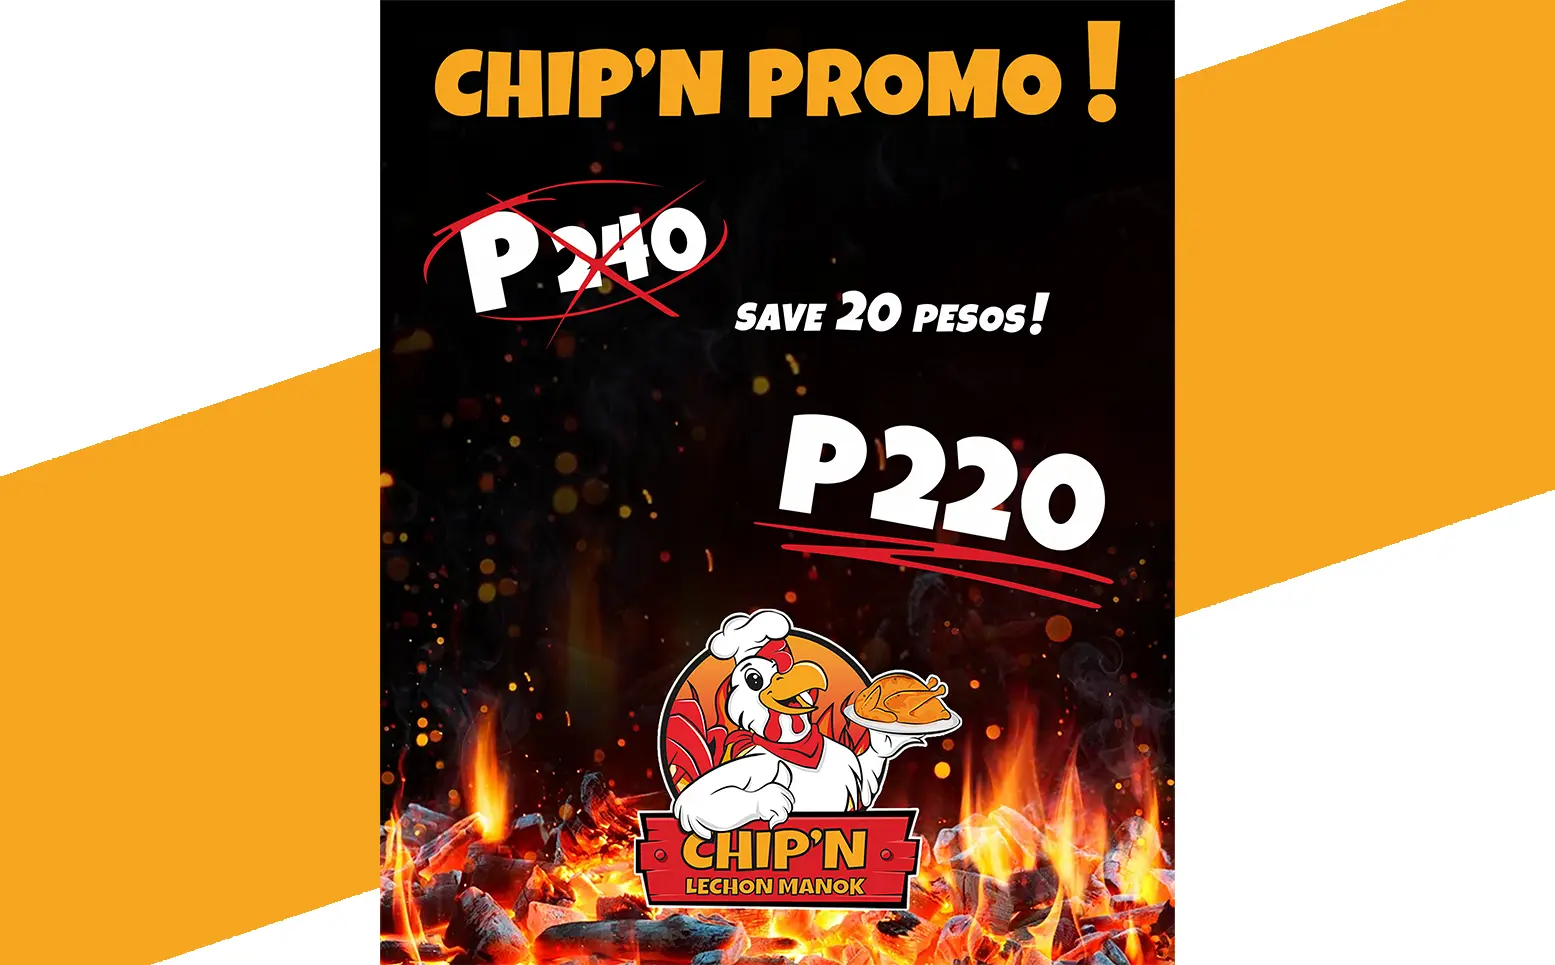 CHIP'N PROMO!
P240
SAVE 20 PESOS!
P220
CHIP'N
LECHON MANOK